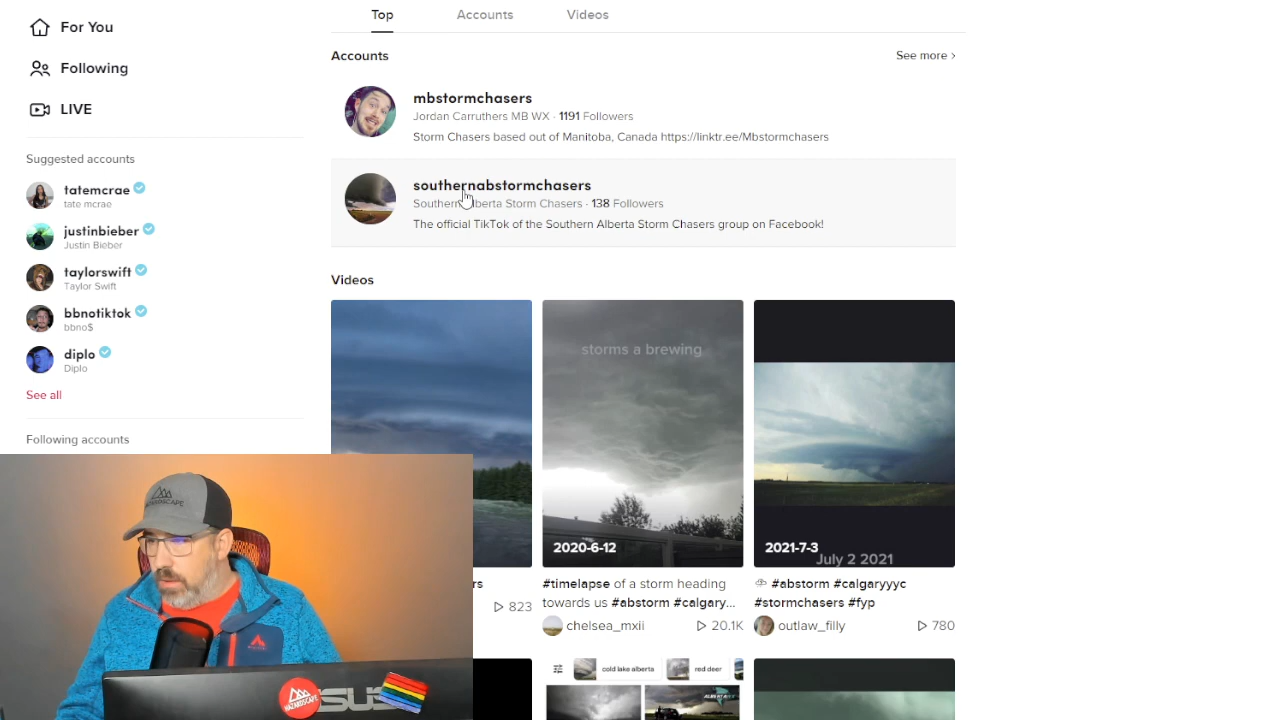 For You
Following
LIVE
Suggested accounts
tatemcrae
tate mcrae
justinbieber
Justin Bieber
taylorswift
Taylor Swift
bbnotiktok
bbno$
diplo
Diplo
See all
Following accounts
Top
Accounts
Videos
Accounts
See more
mbstormchasers
Jordan Carruthers MB WX · 1191 Followers
Storm Chasers based out of Manitoba, Canada https://linktr.ee/Mbstormchasers
southernabstormchasers
Southern Alberta Storm Chasers · 138 Followers
The official TikTok of the Southern Alberta Storm Chasers group on Facebook!
Videos
rs
823
storms a brewing
2020-6-12
#timelapse of a storm heading
towards us #abstorm #calgary...
chelsea_mxii
20.1K
2021-7-3
July 2 2021
#abstorm #calgaryyyc
#stormchasers #fyp
outlaw_filly
780
cold lake alberta
red deer
HAZARDSCAPE
HAZARDSCAPE
ASUS